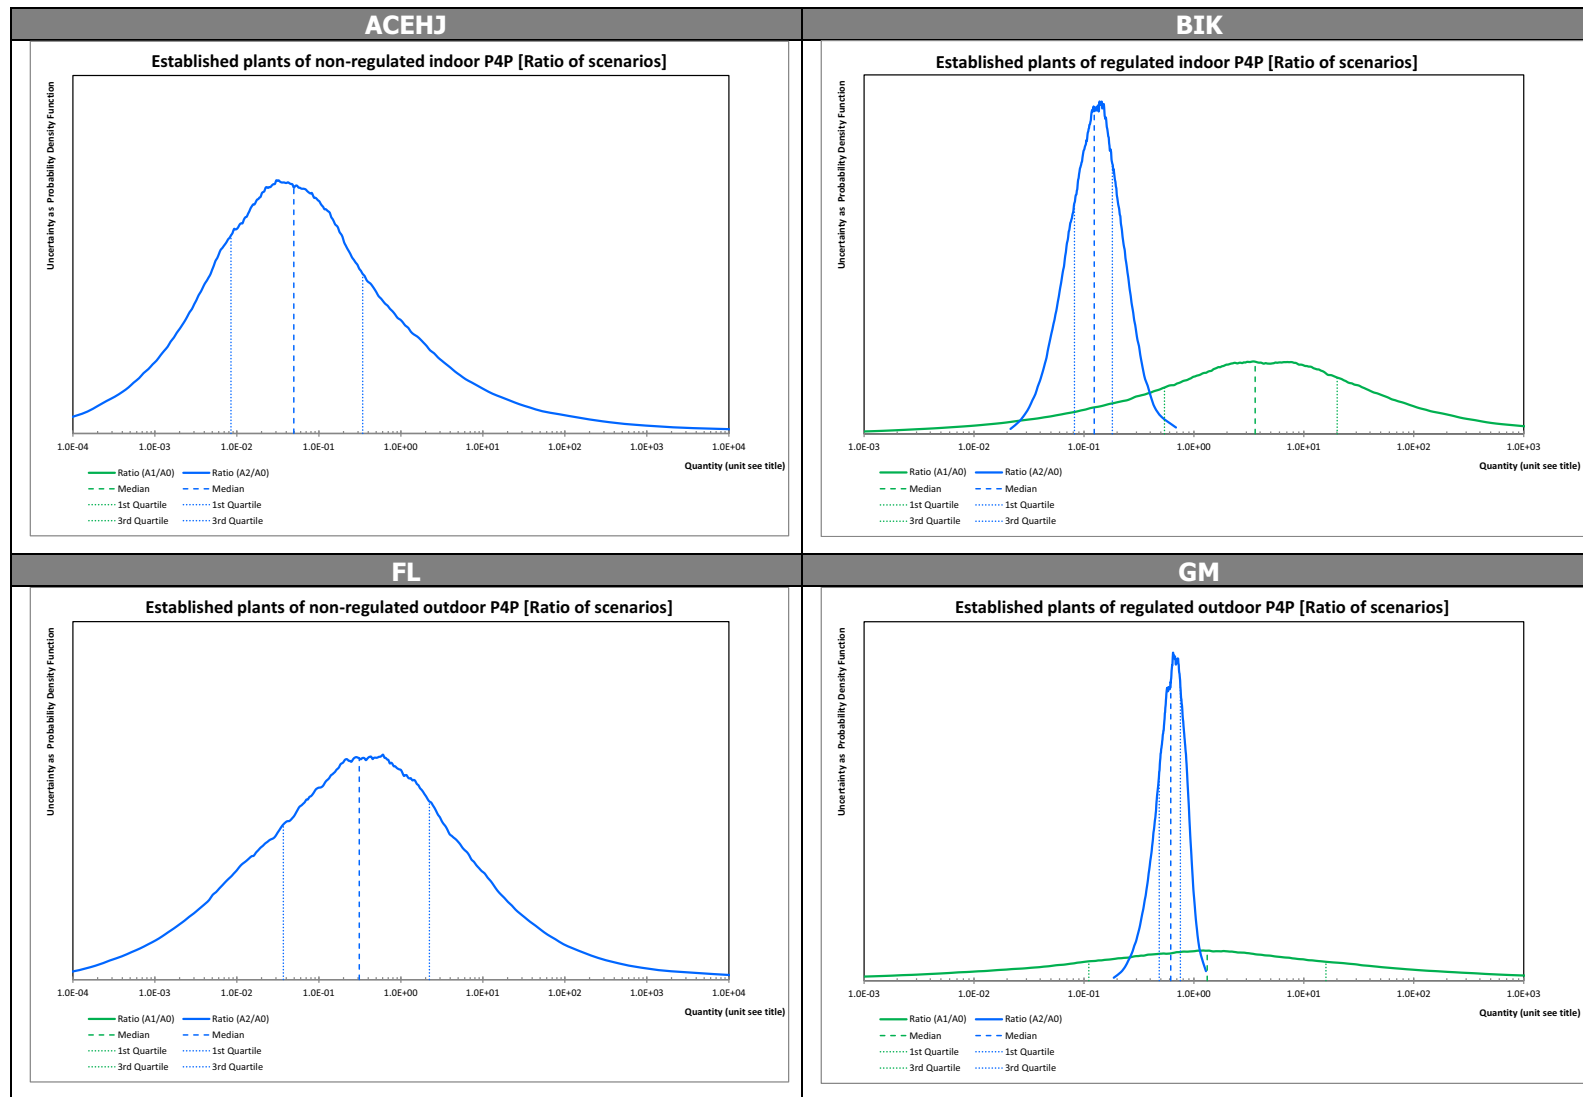 ACEHJ
BIK
Established plants of non-regulated indoor P4P [Ratio of scenarios]
Uncertainty as Probability Density Function
1.0E-04 1.0E-03 1.0E-02 1.0E-01 1.0E+00 1.0E+01 1.0E+02 1.0E+03 1.0E+04
Quantity (unit see title)
Ratio (A1/A0) Ratio (A2/A0)
Median Median
1st Quartile 1st Quartile
3rd Quartile 3rd Quartile
Established plants of regulated indoor P4P [Ratio of scenarios]
Uncertainty as Probability Density Function
1.0E-03 1.0E-02 1.0E-01 1.0E+00 1.0E+01 1.0E+02 1.0E+03
Quantity (unit see title)
Ratio (A1/A0) Ratio (A2/A0)
Median Median
1st Quartile 1st Quartile
3rd Quartile 3rd Quartile
FL
GM
Established plants of non-regulated outdoor P4P [Ratio of scenarios]
Uncertainty as Probability Density Function
1.0E-04 1.0E-03 1.0E-02 1.0E-01 1.0E+00 1.0E+01 1.0E+02 1.0E+03 1.0E+04
Quantity (unit see title)
Ratio (A1/A0) Ratio (A2/A0)
Median Median
1st Quartile 1st Quartile
3rd Quartile 3rd Quartile
Established plants of regulated outdoor P4P [Ratio of scenarios]
Uncertainty as Probability Density Function
1.0E-03 1.0E-02 1.0E-01 1.0E+00 1.0E+01 1.0E+02 1.0E+03
Quantity (unit see title)
Ratio (A1/A0) Ratio (A2/A0)
Median Median
1st Quartile 1st Quartile
3rd Quartile 3rd Quartile